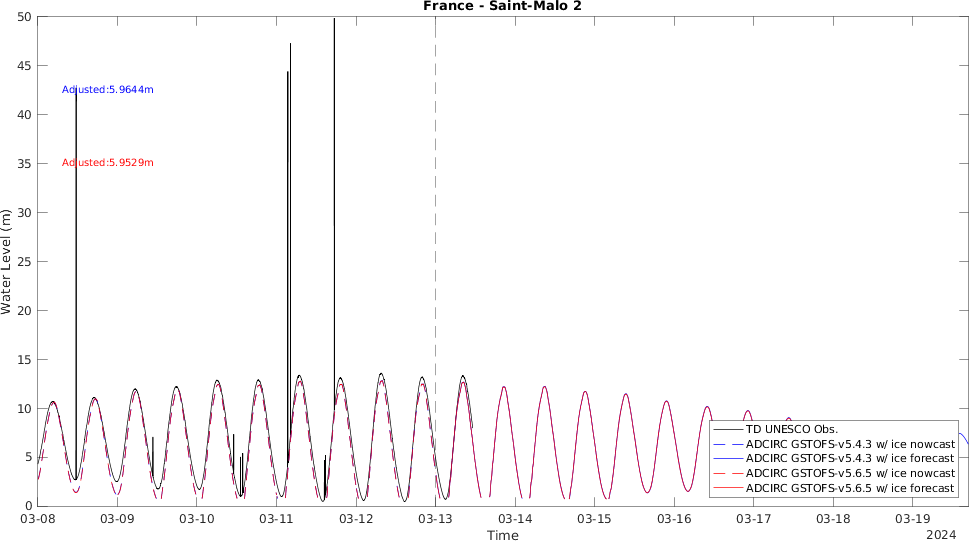 France - Saint-Malo 2
50
45
40
35
30
25
20
15
10
5
0
Water Level (m)
Adjusted:5.9644m
Adjusted:5.9529m
TD UNESCO Obs.
ADCIRC GSTOFS-v5.4.3 w/ ice nowcast
ADCIRC GSTOFS-v5.4.3 w/ ice forecast
ADCIRC GSTOFS-v5.6.5 w/ ice nowcast
ADCIRC GSTOFS-v5.6.5 w/ ice forecast
03-08 03-09 03-10 03-11 03-12 03-13 03-14 03-15 03-16 03-17 03-18 03-19
Time
2024